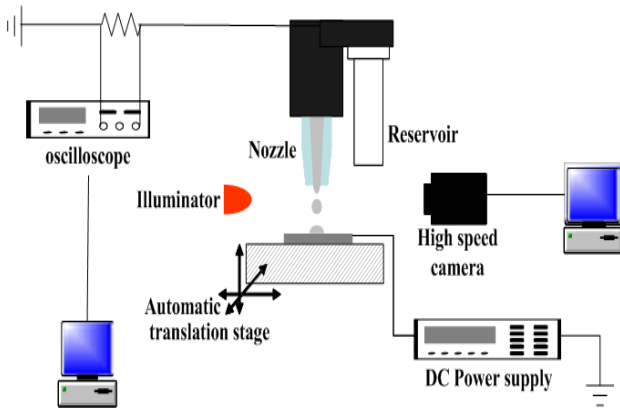 oscilloscope
Nozzle
Reservoir
Illuminator
High speed
camera
Automatic
translation stage
DC Power supply